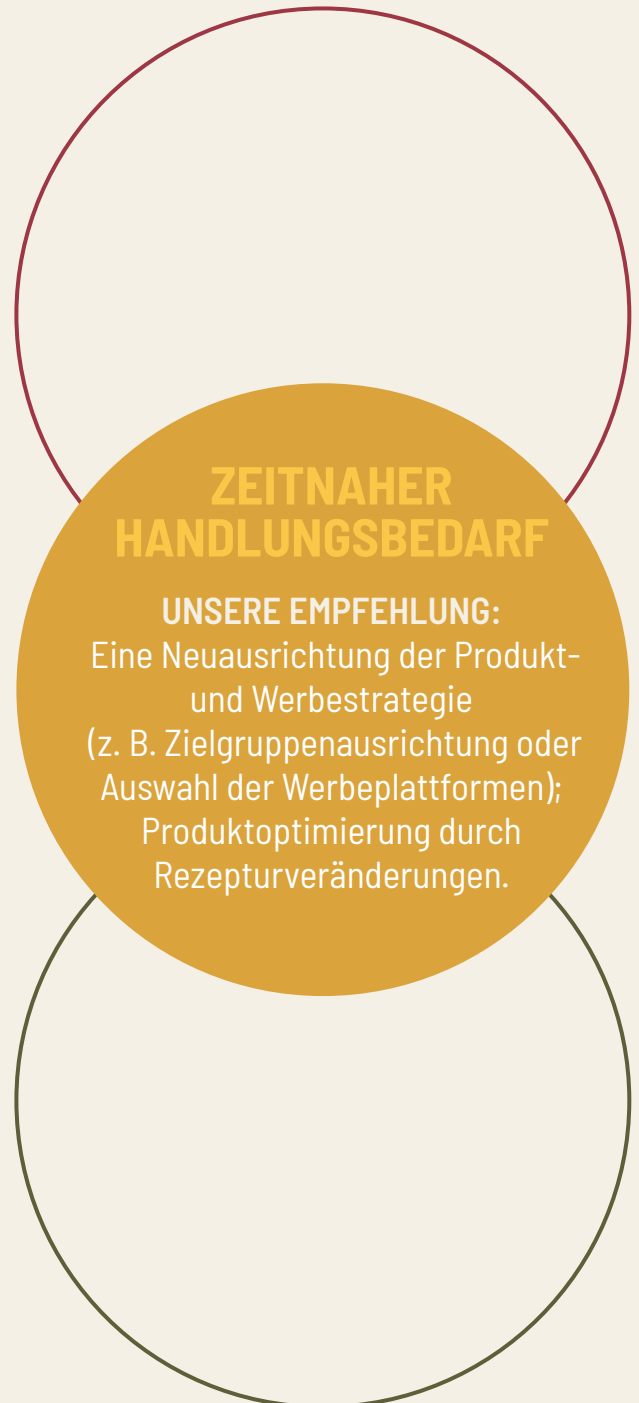 ZEITNAHER
HANDLUNGSBEDARF
UNSERE EMPFEHLUNG:
Eine Neuausrichtung der Produkt-
und Werbestrategie
(z. B. Zielgruppenausrichtung oder
Auswahl der Werbeplattformen);
Produktoptimierung durch
Rezepturveränderungen.